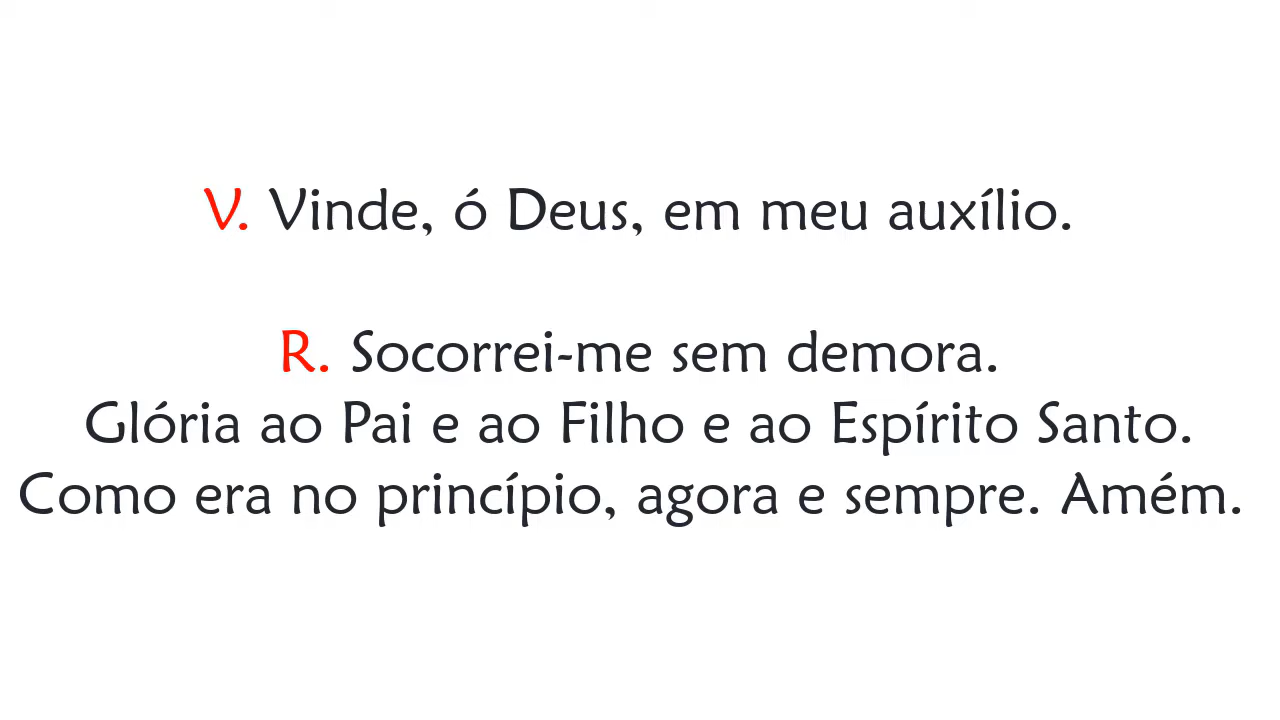 V. Vinde, ó Deus, em meu auxílio.
R. Socorrei-me sem demora.
Glória ao Pai e ao Filho e ao Espírito Santo.
Como era no princípio, agora e sempre. Amém.